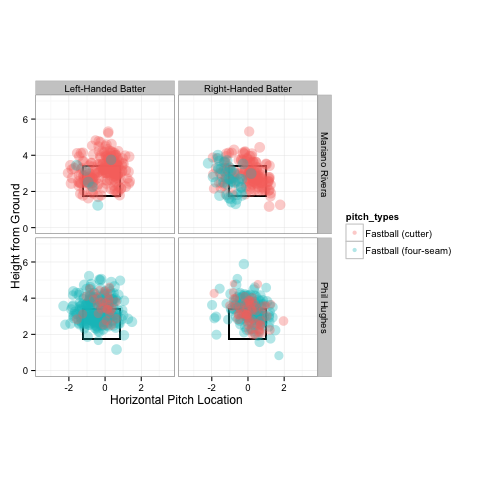 Left-Handed Batter
Right-Handed Batter
6
4
2
0
Mariano Rivera
6
4
2
0
Phil Hughes
-2
0
2
-2
0
2
Horizontal Pitch Location
Height from Ground
pitch_types
Fastball (cutter)
Fastball (four-seam)